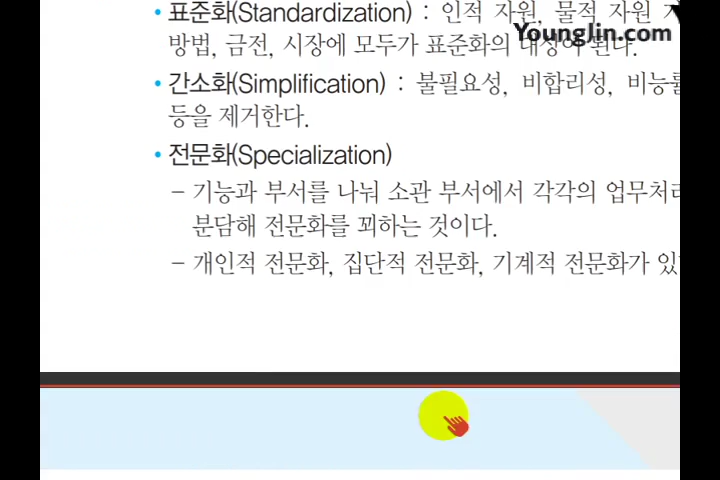 • 표준화(Standardization) : 인적 자원, 물적 자원
Younglin.com
방법, 금전, 시장에 모두가 표준화의 대상이 된다.
• 간소화(Simplification) : 불필요성, 비합리성, 비능률
등을 제거한다.
• 전문화(Specialization)
– 기능과 부서를 나눠 소관 부서에서 각각의 업무처리
분담해 전문화를 꾀하는 것이다.
– 개인적 전문화, 집단적 전문화, 기계적 전문화가